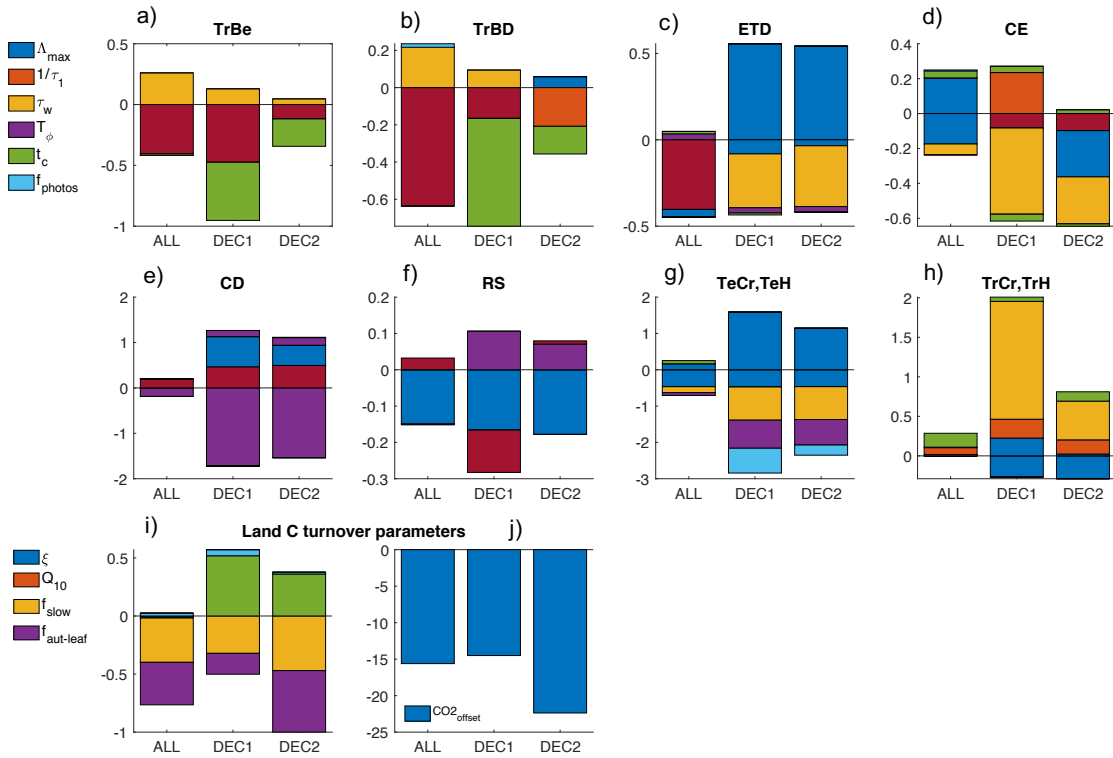 a) TrBe
b) TrBD
c) ETD
d) CE
Λmax
1/τ1
τw
Tϕ
tc
fphotos
0.5
0
-0.5
-1
ALL DEC1 DEC2
0.2
0
-0.2
-0.4
-0.6
ALL DEC1 DEC2
0.5
0
-0.5
ALL DEC1 DEC2
0.4
0.2
0
-0.2
-0.4
-0.6
ALL DEC1 DEC2
e) CD
f) RS
g) TeCr,TeH
h) TrCr,TrH
2
1
0
1
2
ALL DEC1 DEC2
0.2
0.1
0
-0.1
-0.2
-0.3
ALL DEC1 DEC2
2
1
0
-1
-2
-3
ALL DEC1 DEC2
2
1.5
1
0.5
0
ALL DEC1 DEC2
i) Land C turnover parameters j)
ξ
Q10
fslow
faut-leaf
0.5
0
-0.5
-1
ALL DEC1 DEC2
0
-5
-10
-15
-20
-25
CO2offset
ALL DEC1 DEC2